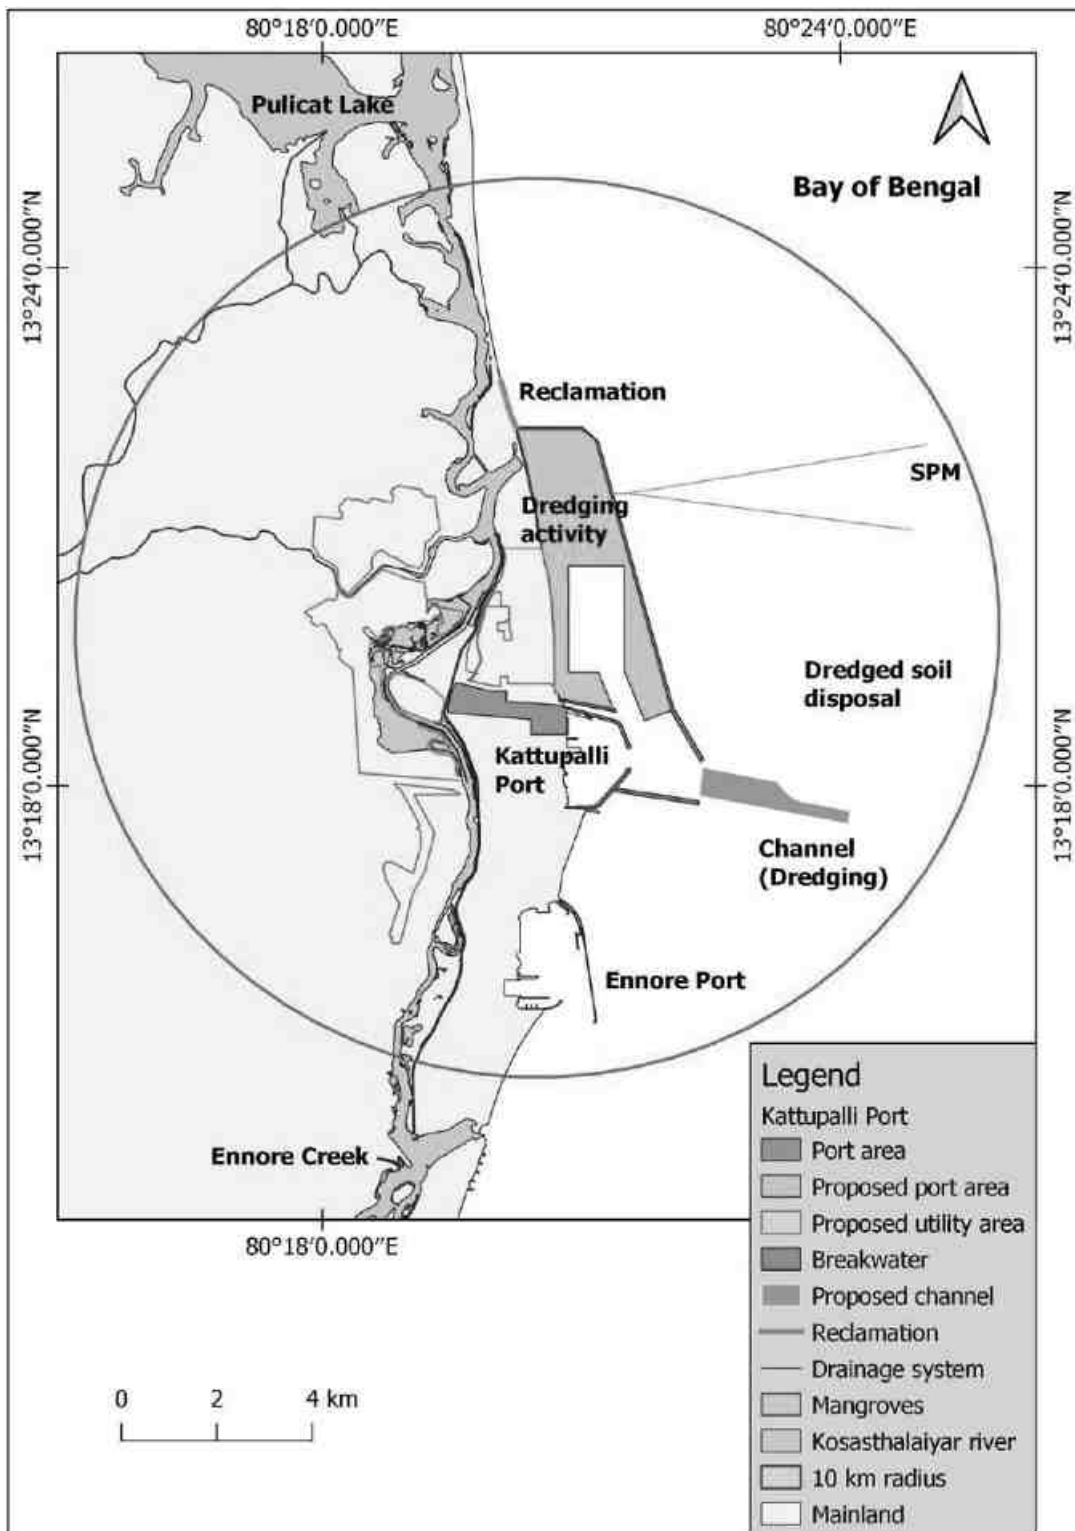 80°18′0.000″E
80°24′0.000″E
Pulicat Lake
Bay of Bengal
13°24′0.000″N
13°24′0.000″N
Reclamation
SPM
Dredging
activity
Dredged soil
disposal
Kattupalli
Port
13°18′0.000″N
13°18′0.000″N
Channel
(Dredging)
Ennore Port
Ennore Creek
80°18′0.000″E
Legend
Kattupalli Port
Port area
Proposed port area
Proposed utility area
Breakwater
Proposed channel
Reclamation
Drainage system
Mangroves
Kosasthalaiyar river
10 km radius
Mainland
0 2 4 km